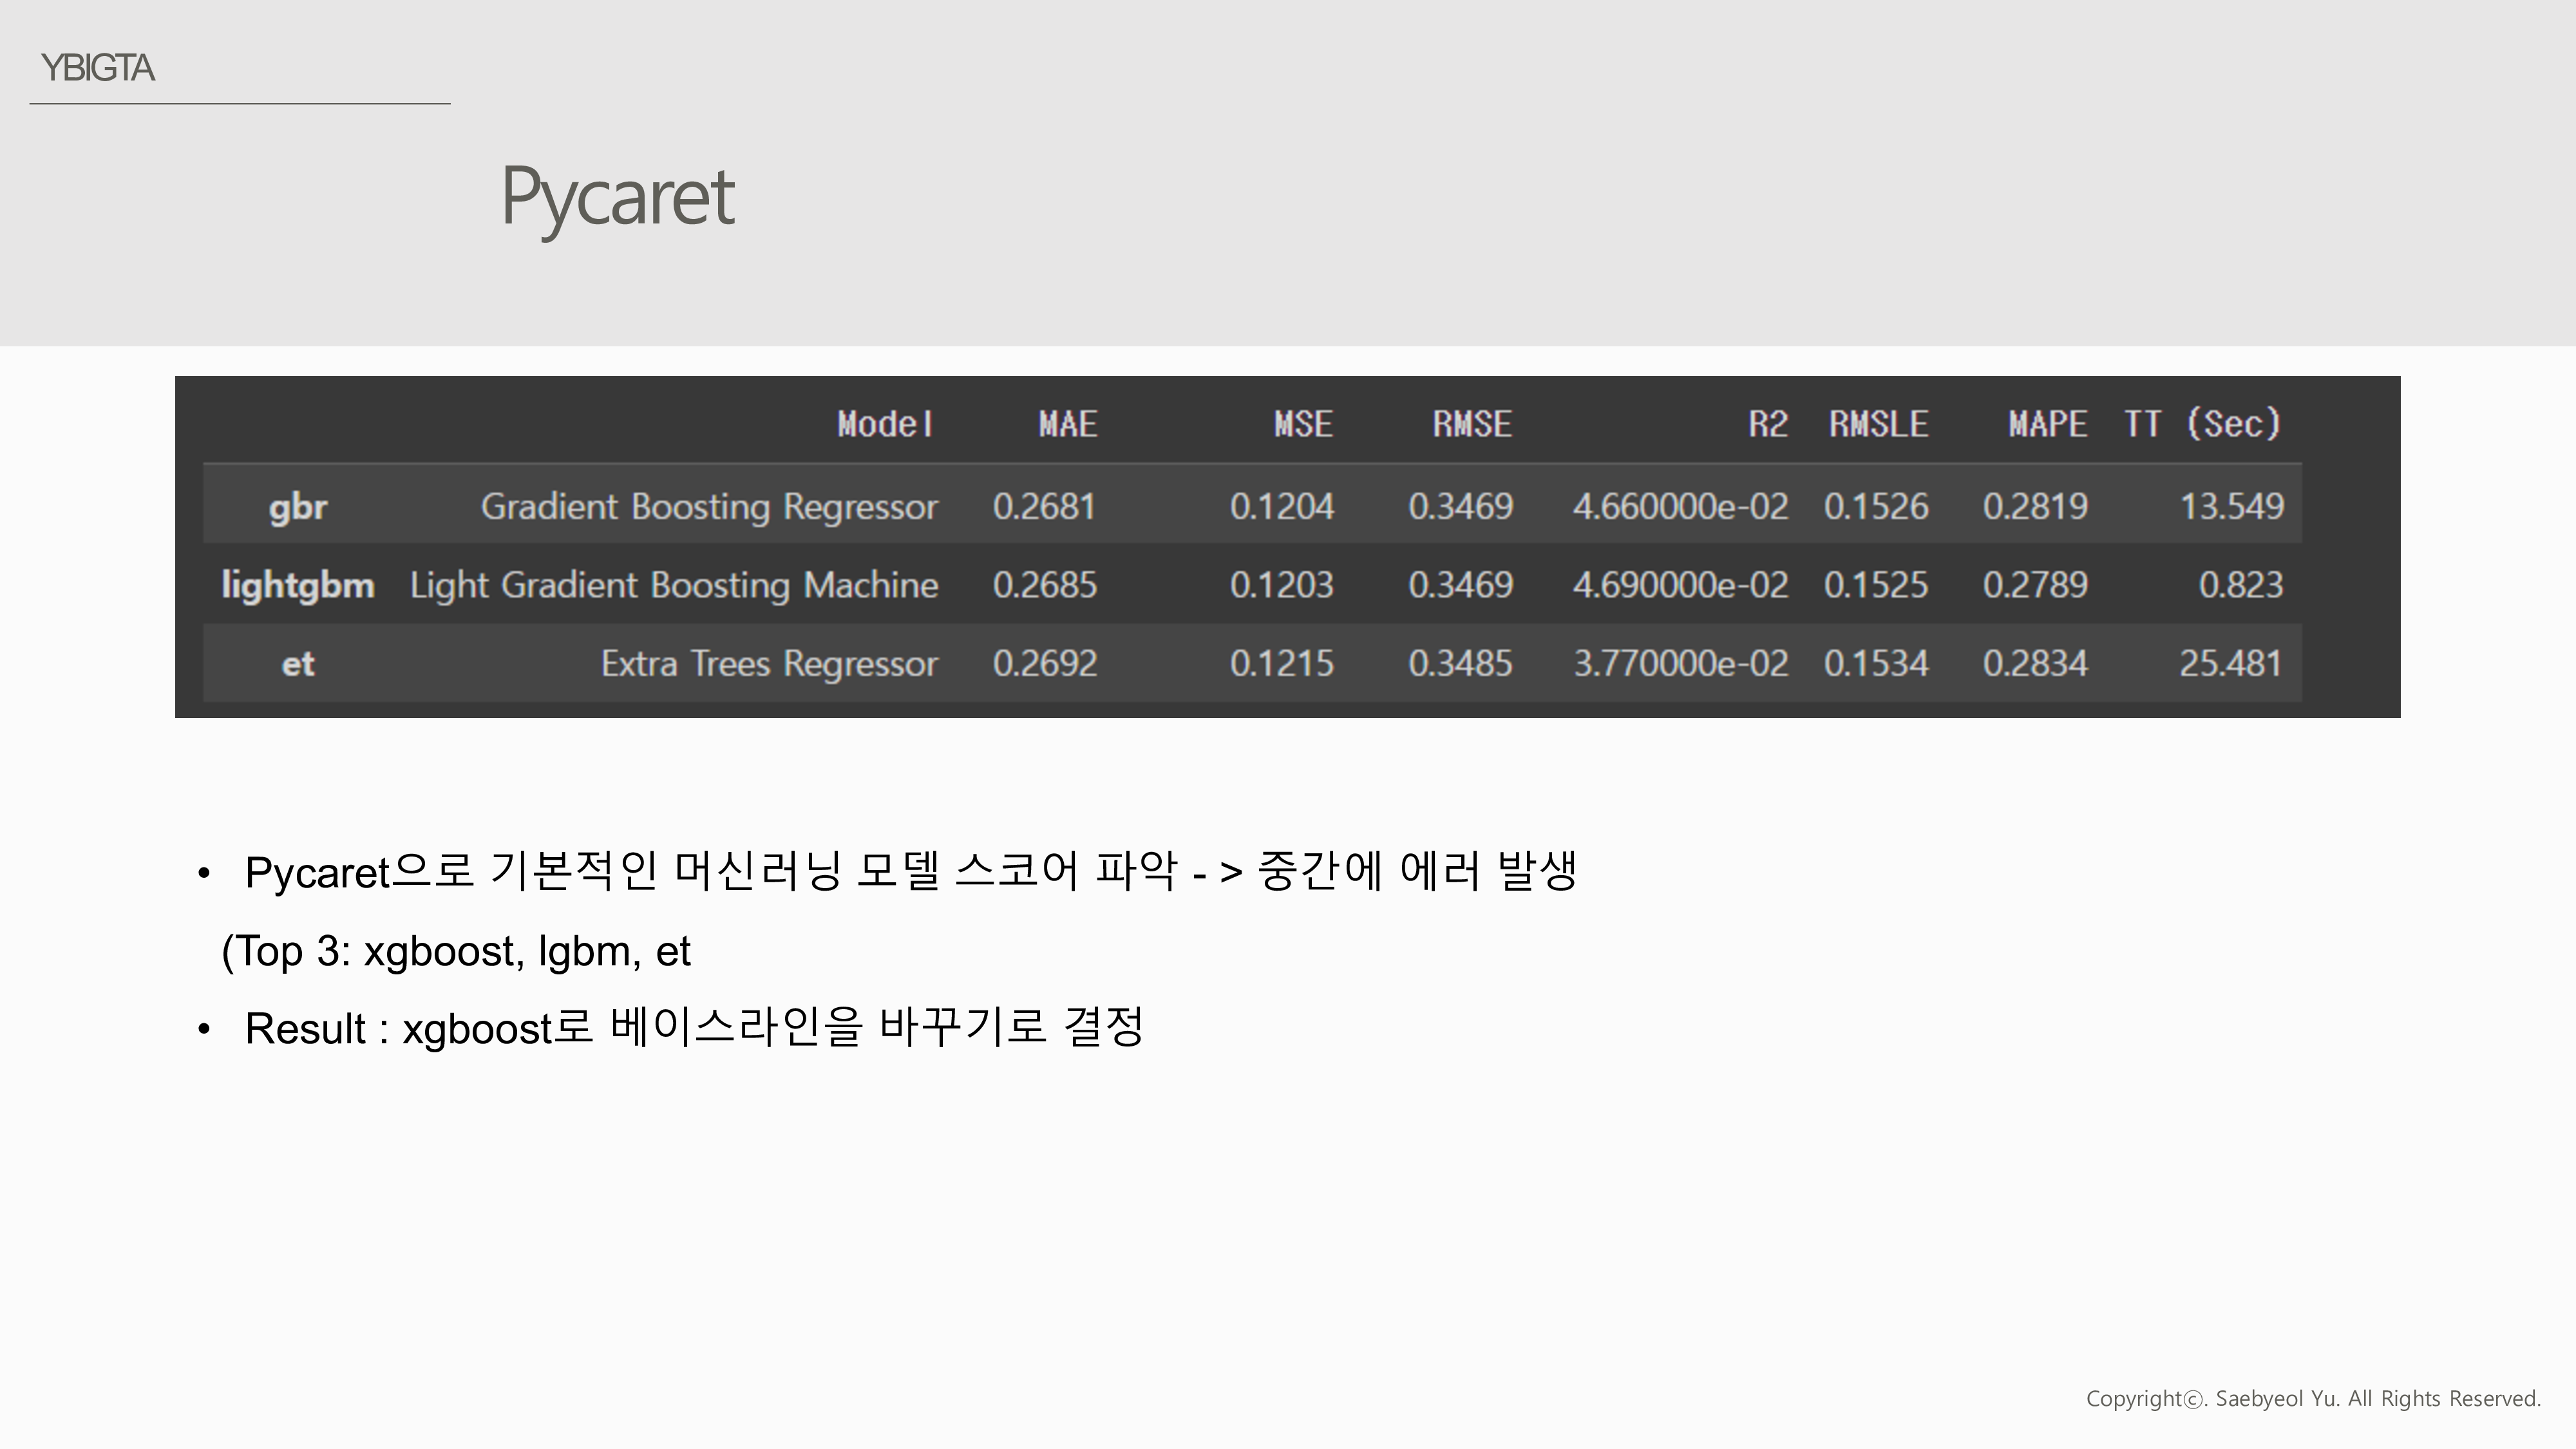 YBIGTA
Pycaret
Model MAE MSE RMSE R2 RMSLE MAPE TT (Sec)
gbr Gradient Boosting Regressor 0.2681 0.1204 0.3469 4.660000e-02 0.1526 0.2819 13.549
lightgbm Light Gradient Boosting Machine 0.2685 0.1203 0.3469 4.690000e-02 0.1525 0.2789 0.823
et Extra Trees Regressor 0.2692 0.1215 0.3485 3.770000e-02 0.1534 0.2834 25.481
• Pycaret으로 기본적인 머신러닝 모델 스코어 파악 - > 중간에 에러 발생
(Top 3: xgboost, lgbm, et
• Result : xgboost로 베이스라인을 바꾸기로 결정
Copyrightⓒ. Saebyeol Yu. All Rights Reserved.